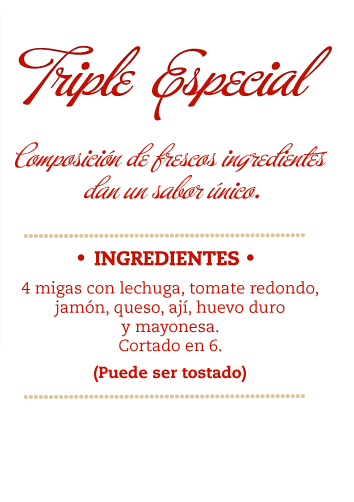 Triple Especial
Composición de frescos ingredientes
dan un sabor único.
• INGREDIENTES •
4 migas con lechuga, tomate redondo,
jamón, queso, ají, huevo duro
y mayonesa.
Cortado en 6.
(Puede ser tostado)